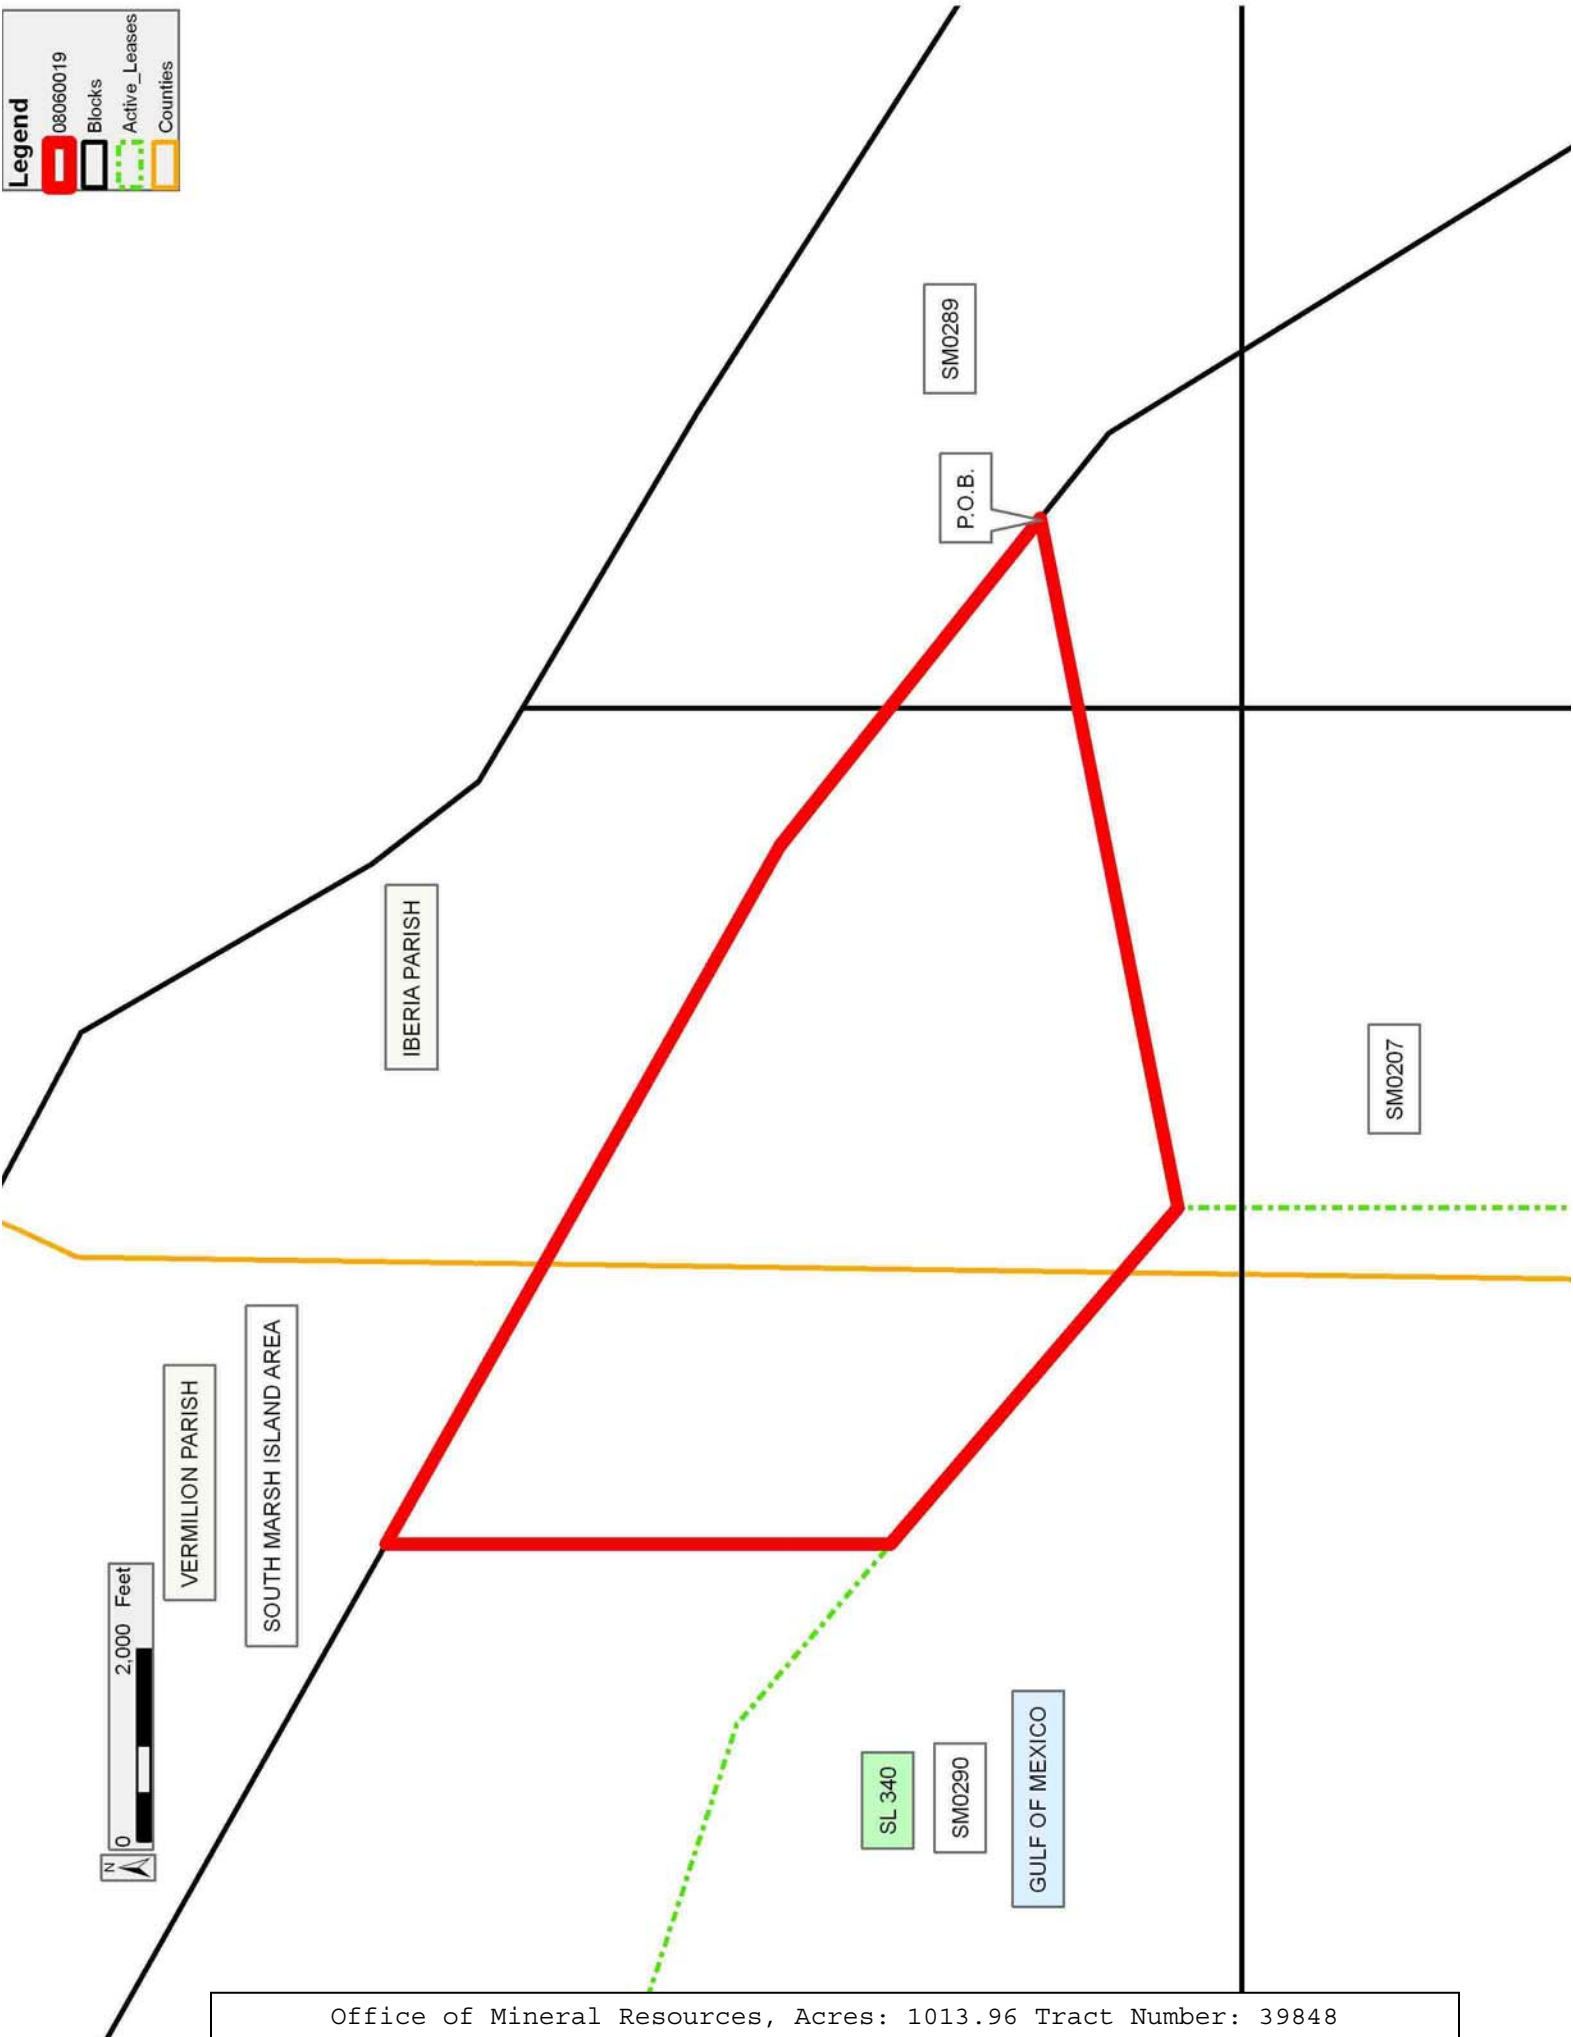 Legend
08060019
Blocks
Active_Leases
Counties
N
0 2,000 Feet
VERMILION PARISH
SOUTH MARSH ISLAND AREA
IBERIA PARISH
SM0289
P.O.B.
SL 340
SM0290
GULF OF MEXICO
SM0207
Office of Mineral Resources, Acres: 1013.96 Tract Number: 39848